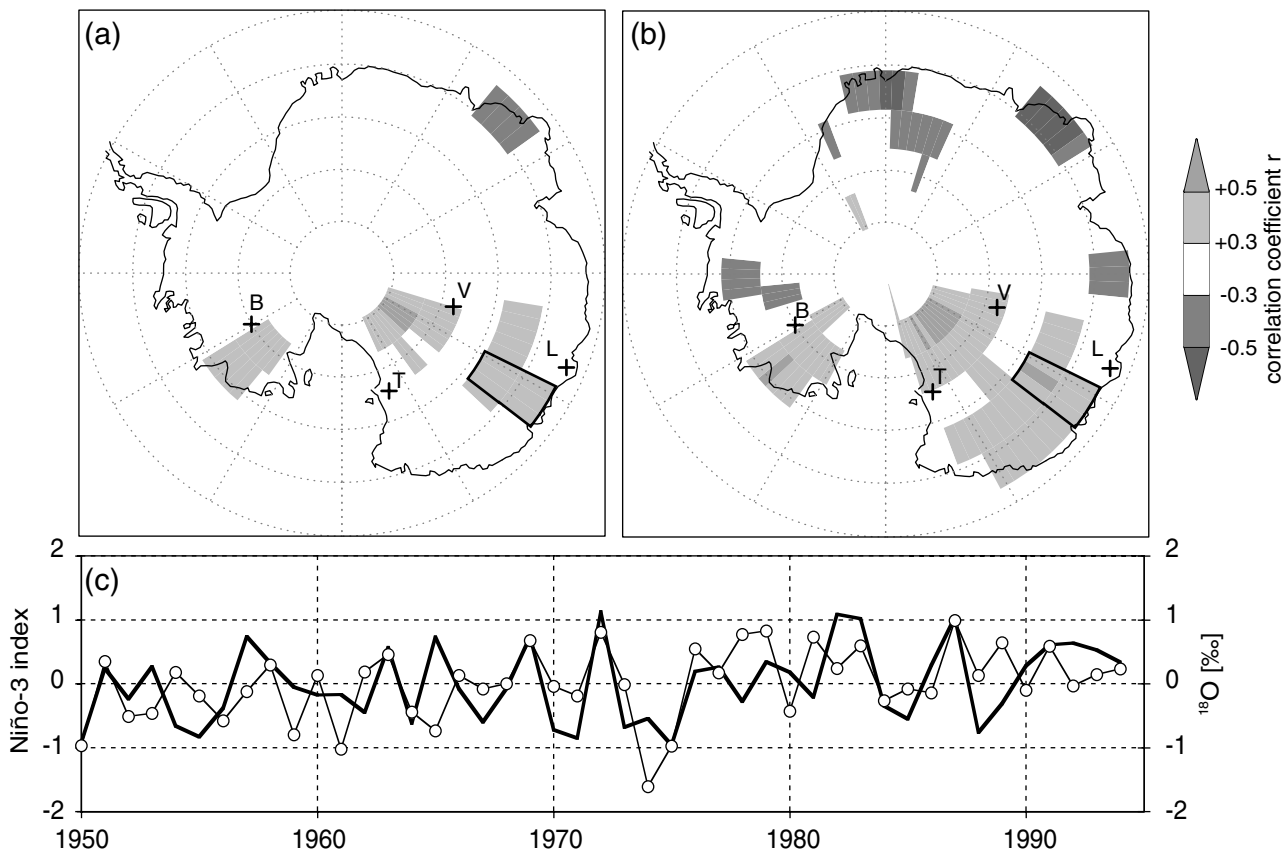 (a)
B
V
L
T
(b)
B
V
L
T
+0.5
+0.3
-0.3
-0.5
correlation coefficient r
(c)
2
1
0
-1
-2
Niño-3 index
2
1
0
-1
-2
¹⁸O [‰]
1950 1960 1970 1980 1990